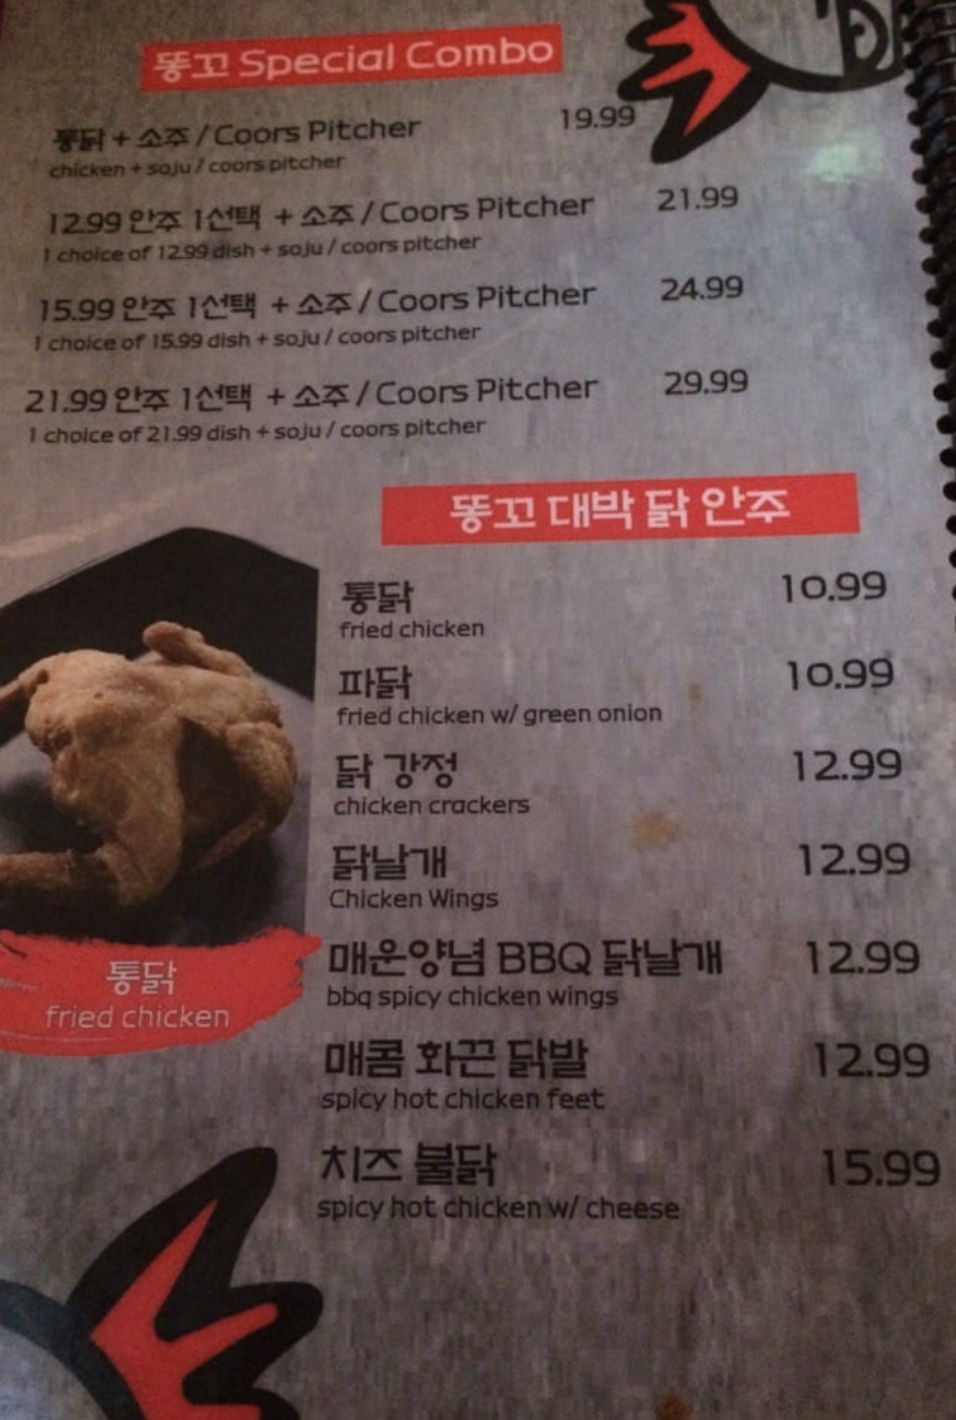 똥꼬 Special Combo
통닭 + 소주 / Coors Pitcher 19.99
chicken + soju / coors pitcher
12.99 안주 1선택 + 소주 / Coors Pitcher 21.99
1 choice of 12.99 dish + soju / coors pitcher
15.99 안주 1선택 + 소주 / Coors Pitcher 24.99
1 choice of 15.99 dish + soju / coors pitcher
21.99 안주 1선택 + 소주 / Coors Pitcher 29.99
1 choice of 21.99 dish + soju / coors pitcher
똥꼬 대박 닭 안주
통닭 10.99
fried chicken
파닭 10.99
fried chicken w/ green onion
닭 강정 12.99
chicken crackers
닭날개 12.99
Chicken Wings
매운양념 BBQ 닭날개 12.99
bbq spicy chicken wings
매콤 화끈 닭발 12.99
spicy hot chicken feet
치즈 불닭 15.99
spicy hot chicken w/ cheese
통닭
fried chicken